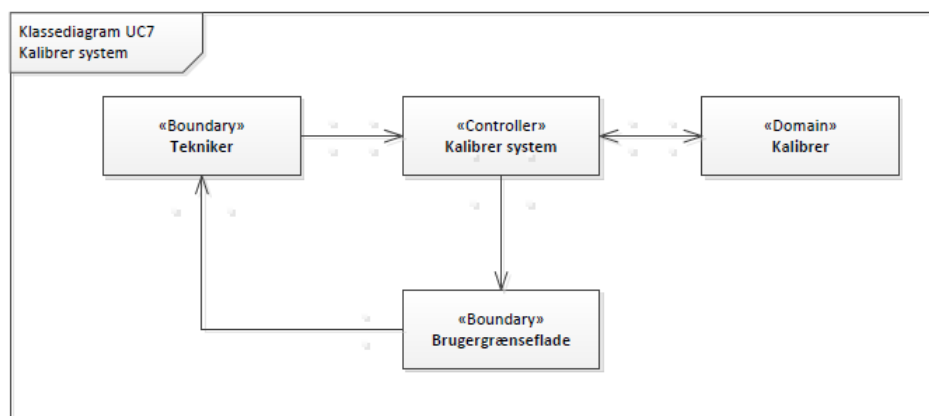 Klassediagram UC7
Kalibrer system
«Boundary»
Tekniker
«Controller»
Kalibrer system
«Domain»
Kalibrer
«Boundary»
Brugergrænseflade